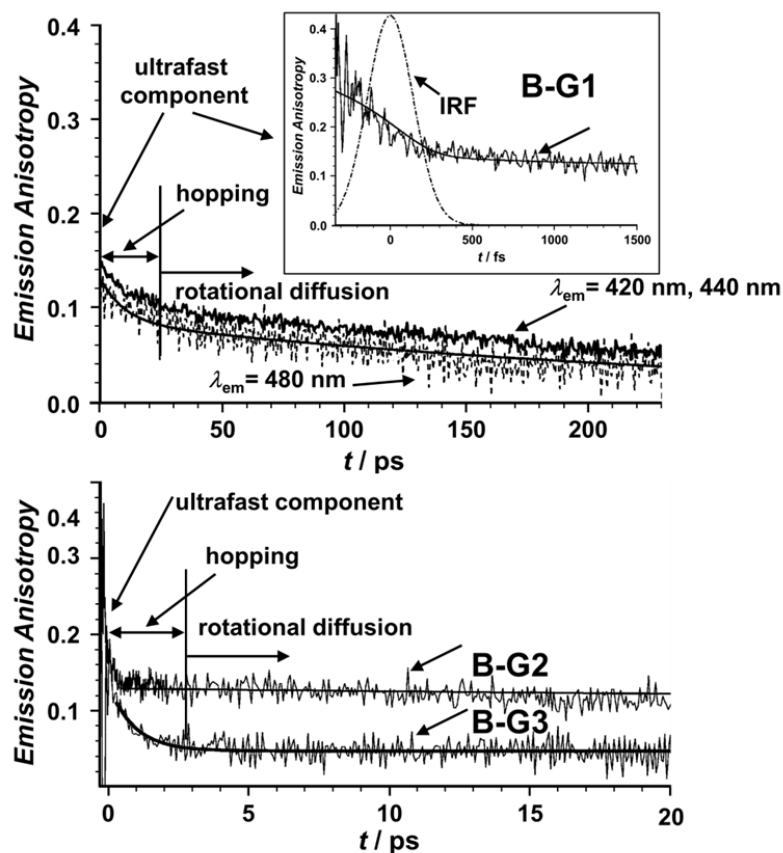 Emission Anisotropy
0.4
0.3
0.2
0.1
0.0
ultrafast
component
hopping
rotational diffusion
λem= 420 nm, 440 nm
λem= 480 nm
0
50
100
150
200
t / ps
Emission Anisotropy
0.4
0.3
0.2
0.1
0.0
IRF
B-G1
0
500
1000
1500
t / fs
Emission Anisotropy
0.4
0.3
0.2
0.1
ultrafast component
hopping
rotational diffusion
B-G2
B-G3
0
5
10
15
20
t / ps